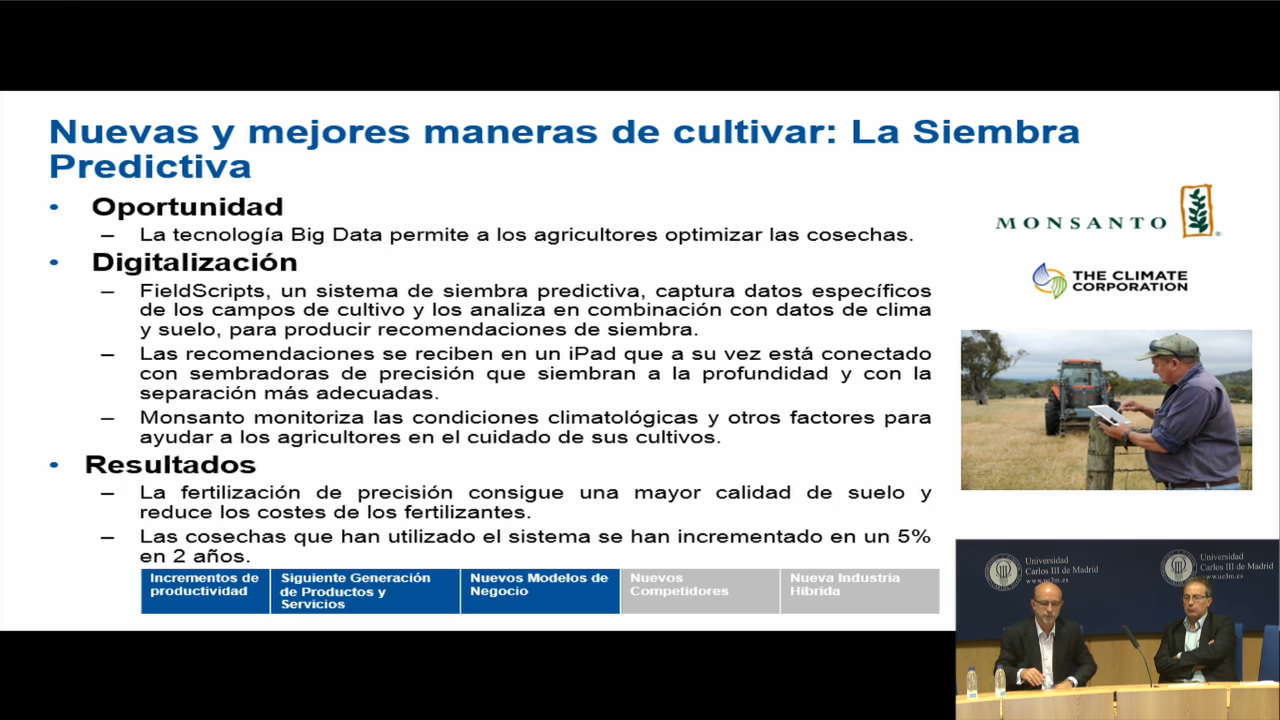 Nuevas y mejores maneras de cultivar: La Siembra
Predictiva
• Oportunidad
– La tecnología Big Data permite a los agricultores optimizar las cosechas.
• Digitalización
– FieldScripts, un sistema de siembra predictiva, captura datos específicos
de los campos de cultivo y los analiza en combinación con datos de clima
y suelo, para producir recomendaciones de siembra.
– Las recomendaciones se reciben en un iPad que a su vez está conectado
con sembradoras de precisión que siembran a la profundidad y con la
separación más adecuadas.
– Monsanto monitoriza las condiciones climatológicas y otros factores para
ayudar a los agricultores en el cuidado de sus cultivos.
• Resultados
– La fertilización de precisión consigue una mayor calidad de suelo y
reduce los costes de los fertilizantes.
– Las cosechas que han utilizado el sistema se han incrementado en un 5%
en 2 años.
Incrementos de
productividad
Siguiente Generación
de Productos y
Servicios
Nuevos Modelos de
Negocio
Nuevos
Competidores
Nueva Industria
Híbrida
MONSANTO ®
THE CLIMATE
CORPORATION
Universidad
Carlos III de Madrid
www.uc3m.es
Universidad
Carlos III de Madrid
www.uc3m.es